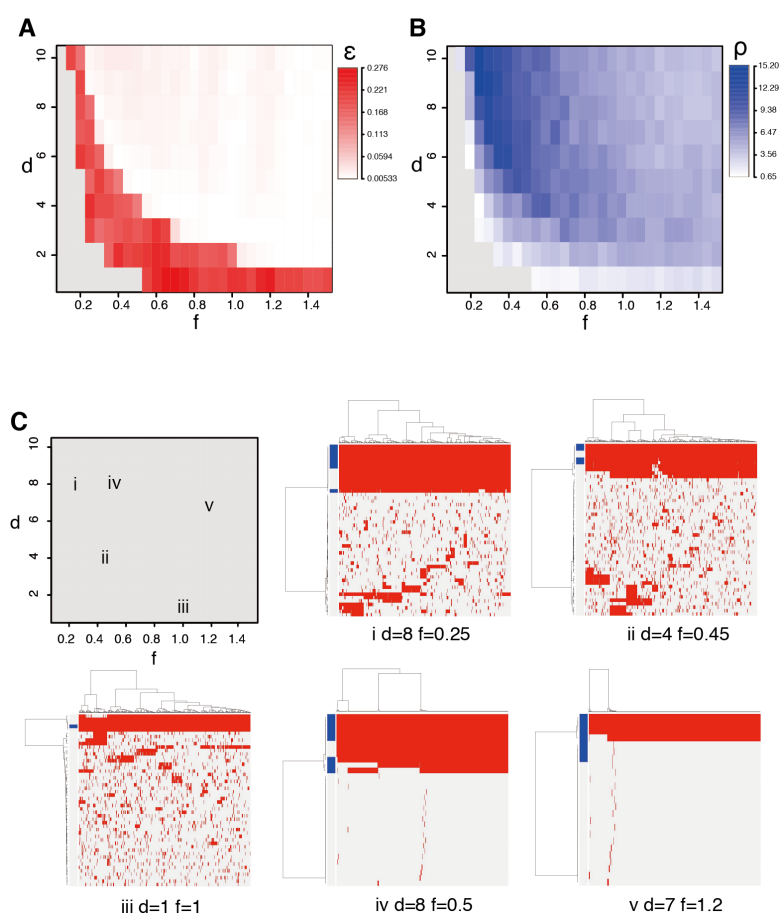 A
ε
10
8
6
4
2
d
0.276
0.221
0.168
0.113
0.0594
0.00533
0.2 0.4 0.6 0.8 1.0 1.2 1.4
f
B
ρ
10
8
6
4
2
d
15.20
12.29
9.38
6.47
3.56
0.65
0.2 0.4 0.6 0.8 1.0 1.2 1.4
f
C
10
8
6
4
2
d
i
iv
v
ii
iii
0.2 0.4 0.6 0.8 1.0 1.2 1.4
f
i d=8 f=0.25
ii d=4 f=0.45
iii d=1 f=1
iv d=8 f=0.5
v d=7 f=1.2